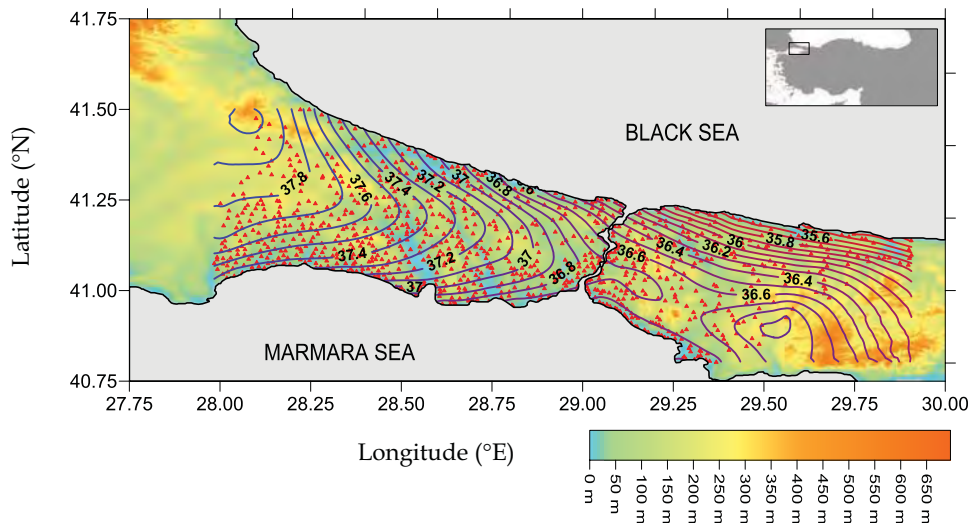 41.75
41.50
41.25
41.00
40.75
Latitude (°N)
BLACK SEA
MARMARA SEA
37.8
37.6
37.4
37.2
37
36.8
37.4
37.2
37
37
36.8
36.6
36.4
36.2
36
35.8
35.6
36.4
36.6
27.75 28.00 28.25 28.50 28.75 29.00 29.25 29.50 29.75 30.00
Longitude (°E)
0 m
50 m
100 m
150 m
200 m
250 m
300 m
350 m
400 m
450 m
500 m
550 m
600 m
650 m